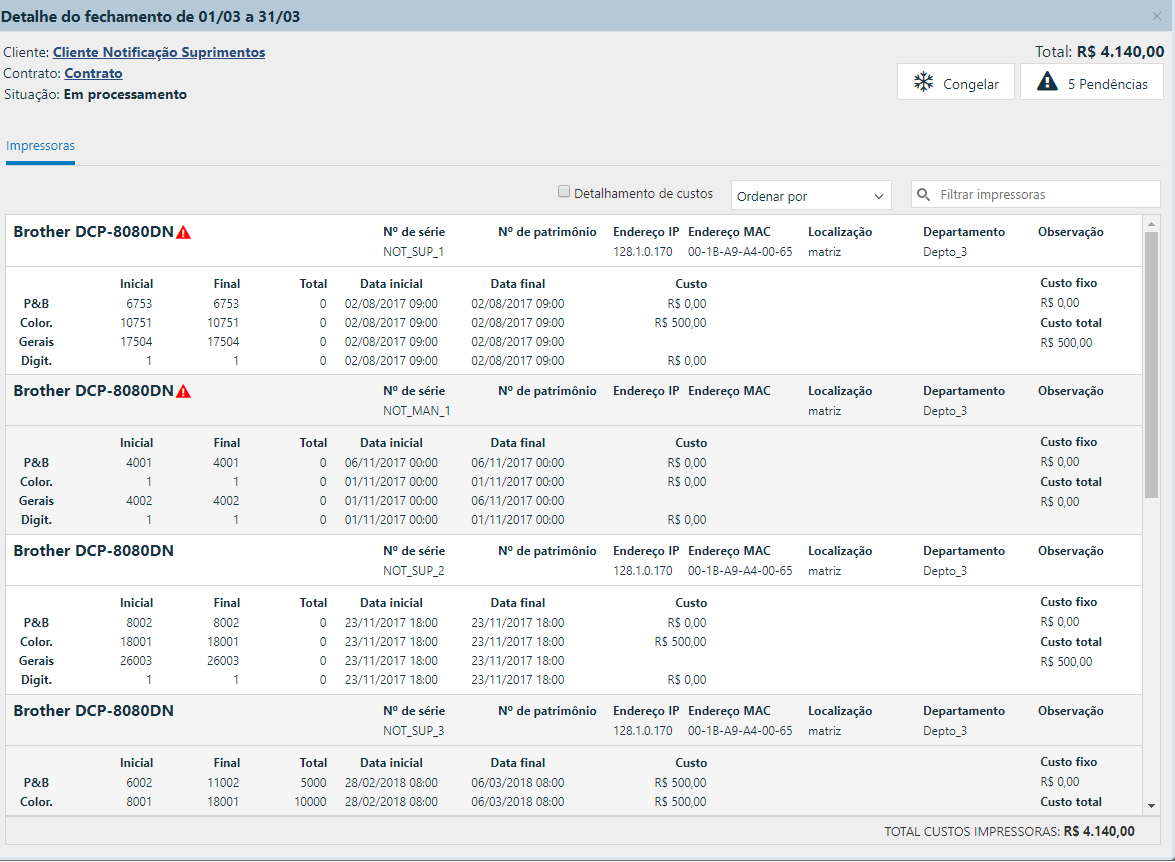 Detalhe do fechamento de 01/03 a 31/03
Cliente: Cliente Notificação Suprimentos
Total: R$ 4.140,00
Contrato: Contrato
Situação: Em processamento
Congelar
5 Pendências
Impressoras
Detalhamento de custos
Ordenar por
Filtrar impressoras
Brother DCP-8080DN Nº de série Nº de patrimônio Endereço IP Endereço MAC Localização Departamento Observação
NOT_SUP_1 128.1.0.170 00-1B-A9-A4-00-65 matriz Depto_3
Inicial Final Total Data inicial Data final Custo Custo fixo
P&B 6753 6753 0 02/08/2017 09:00 02/08/2017 09:00 R$ 0,00 R$ 0,00
Color. 10751 10751 0 02/08/2017 09:00 02/08/2017 09:00 R$ 500,00 Custo total
Gerais 17504 17504 0 02/08/2017 09:00 02/08/2017 09:00 R$ 500,00
Digit. 1 1 0 02/08/2017 09:00 02/08/2017 09:00 R$ 0,00
Brother DCP-8080DN Nº de série Nº de patrimônio Endereço IP Endereço MAC Localização Departamento Observação
NOT_MAN_1 matriz Depto_3
Inicial Final Total Data inicial Data final Custo Custo fixo
P&B 4001 4001 0 06/11/2017 00:00 06/11/2017 00:00 R$ 0,00 R$ 0,00
Color. 1 1 0 01/11/2017 00:00 01/11/2017 00:00 R$ 0,00 Custo total
Gerais 4002 4002 0 01/11/2017 00:00 06/11/2017 00:00 R$ 0,00
Digit. 1 1 0 01/11/2017 00:00 01/11/2017 00:00 R$ 0,00
Brother DCP-8080DN Nº de série Nº de patrimônio Endereço IP Endereço MAC Localização Departamento Observação
NOT_SUP_2 128.1.0.170 00-1B-A9-A4-00-65 matriz Depto_3
Inicial Final Total Data inicial Data final Custo Custo fixo
P&B 8002 8002 0 23/11/2017 18:00 23/11/2017 18:00 R$ 0,00 R$ 0,00
Color. 18001 18001 0 23/11/2017 18:00 23/11/2017 18:00 R$ 500,00 Custo total
Gerais 26003 26003 0 23/11/2017 18:00 23/11/2017 18:00 R$ 500,00
Digit. 1 1 0 23/11/2017 18:00 23/11/2017 18:00 R$ 0,00
Brother DCP-8080DN Nº de série Nº de patrimônio Endereço IP Endereço MAC Localização Departamento Observação
NOT_SUP_3 128.1.0.170 00-1B-A9-A4-00-65 matriz Depto_3
Inicial Final Total Data inicial Data final Custo Custo fixo
P&B 6002 11002 5000 28/02/2018 08:00 06/03/2018 08:00 R$ 500,00 R$ 0,00
Color. 8001 18001 10000 28/02/2018 08:00 06/03/2018 08:00 R$ 500,00 Custo total
TOTAL CUSTOS IMPRESSORAS: R$ 4.140,00